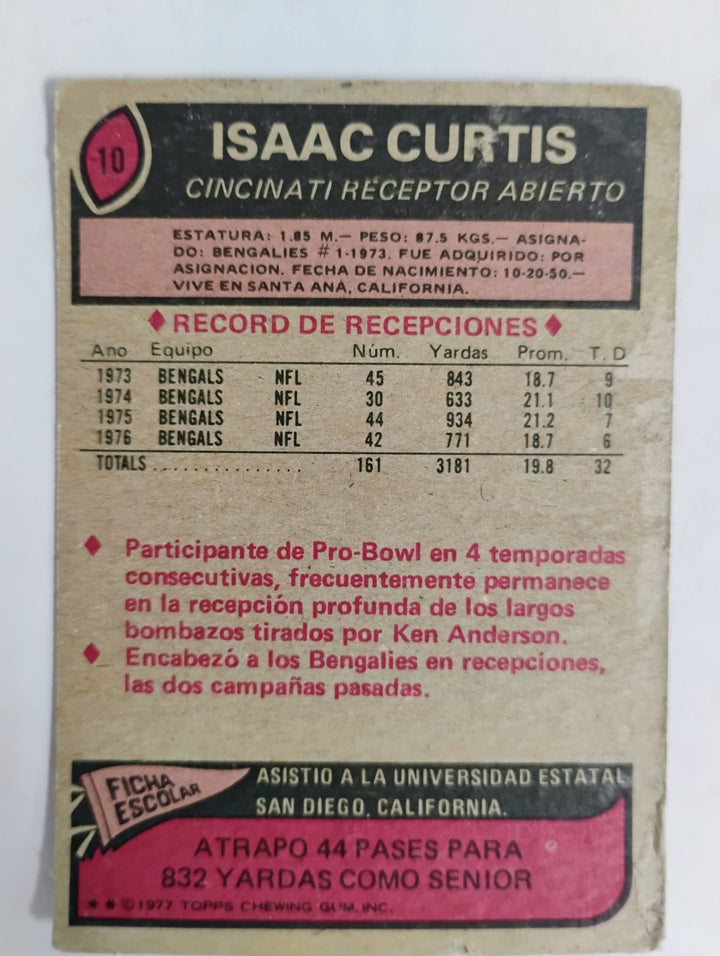 10
ISAAC CURTIS
CINCINATI RECEPTOR ABIERTO
ESTATURA: 1.85 M.— PESO: 87.5 KGS.— ASIGNA-
DO: BENGALIES # 1-1973. FUE ADQUIRIDO: POR
ASIGNACION. FECHA DE NACIMIENTO: 10-20-50.—
VIVE EN SANTA ANA, CALIFORNIA.
♦ RECORD DE RECEPCIONES ♦
Ano Equipo Núm. Yardas Prom. T. D
1973 BENGALS NFL 45 843 18.7 9
1974 BENGALS NFL 30 633 21.1 10
1975 BENGALS NFL 44 934 21.2 7
1976 BENGALS NFL 42 771 18.7 6
TOTALS ................ 161 3181 19.8 32
♦ Participante de Pro-Bowl en 4 temporadas
consecutivas, frecuentemente permanece
en la recepción profunda de los largos
bombazos tirados por Ken Anderson.
♦ Encabezó a los Bengalies en recepciones,
las dos campañas pasadas.
FICHA
ESCOLAR
ASISTIO A LA UNIVERSIDAD ESTATAL
SAN DIEGO, CALIFORNIA.
ATRAPO 44 PASES PARA
832 YARDAS COMO SENIOR
* * © 1977 TOPPS CHEWING GUM, INC.